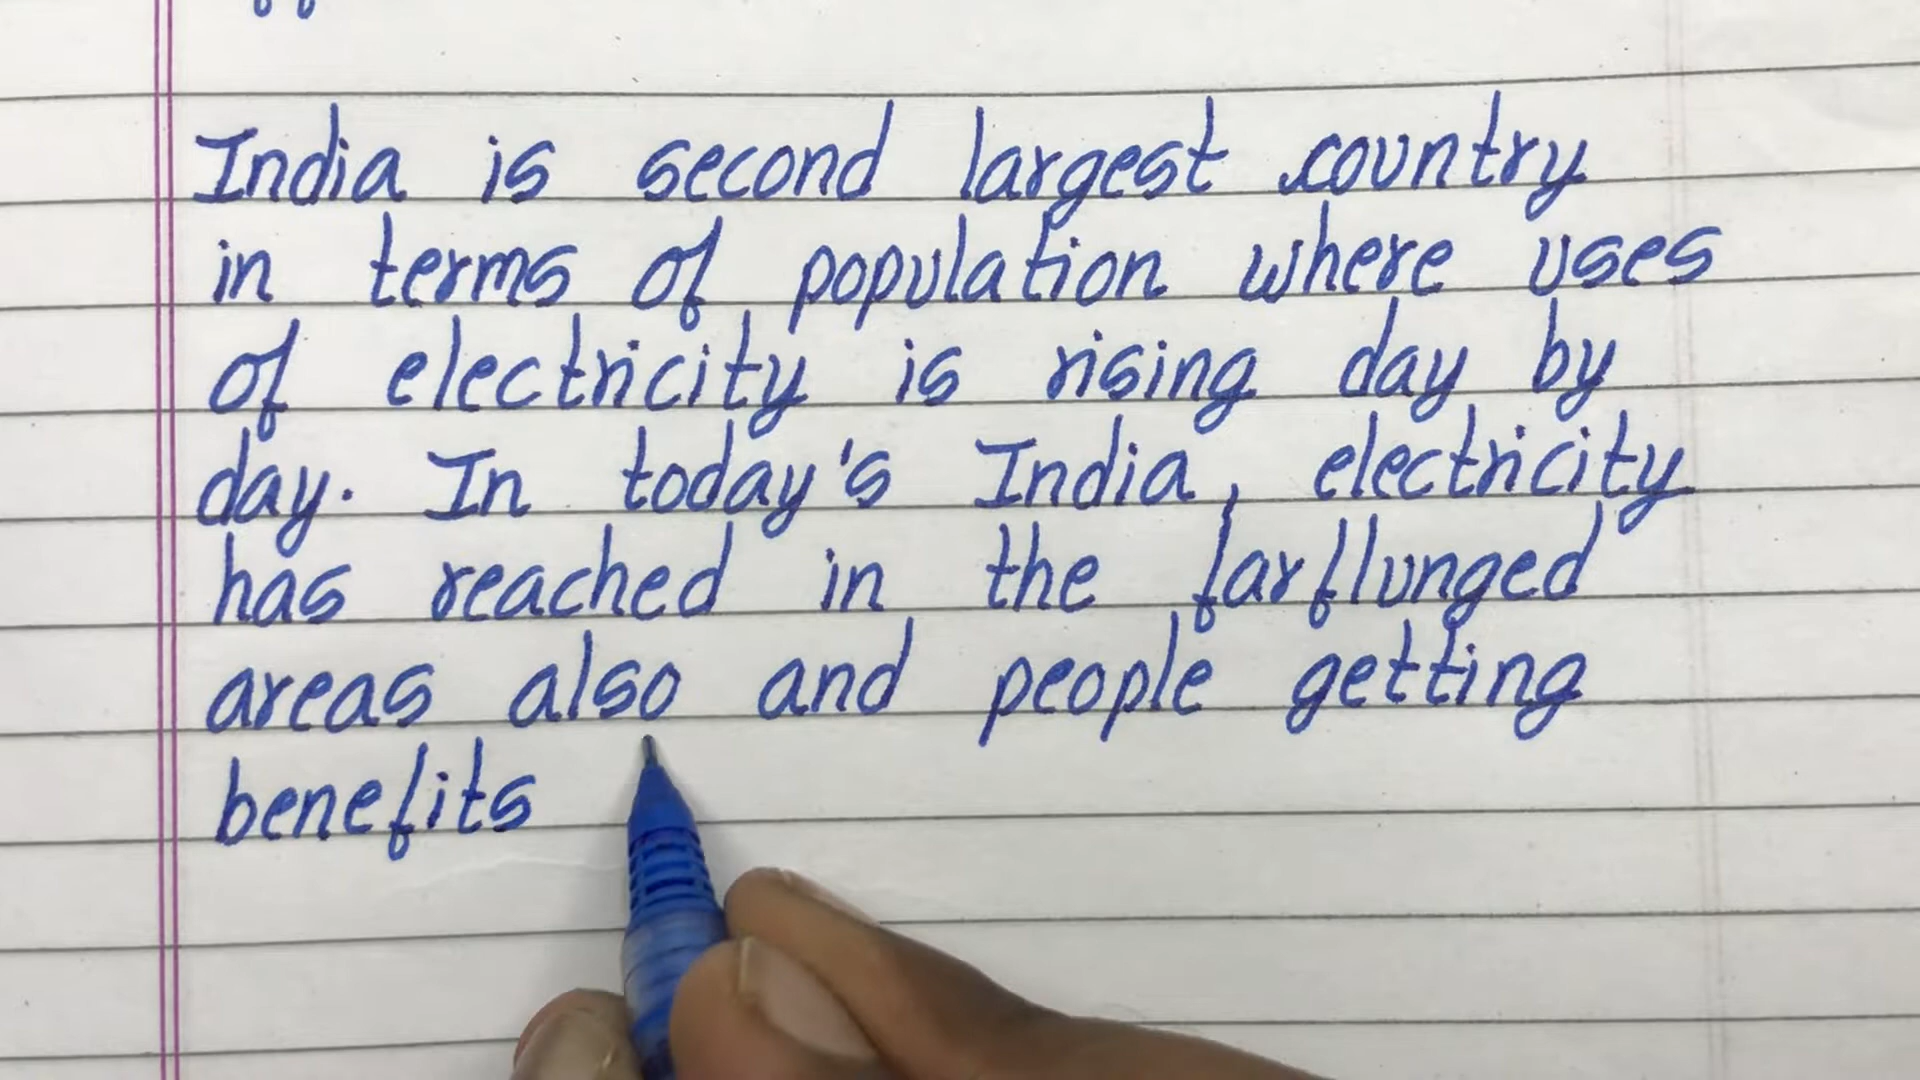 India is second largest country
in terms of population where uses
of electricity is rising day by
day. In today's India, electricity
has reached in the farflunged
areas also and people getting
benefits